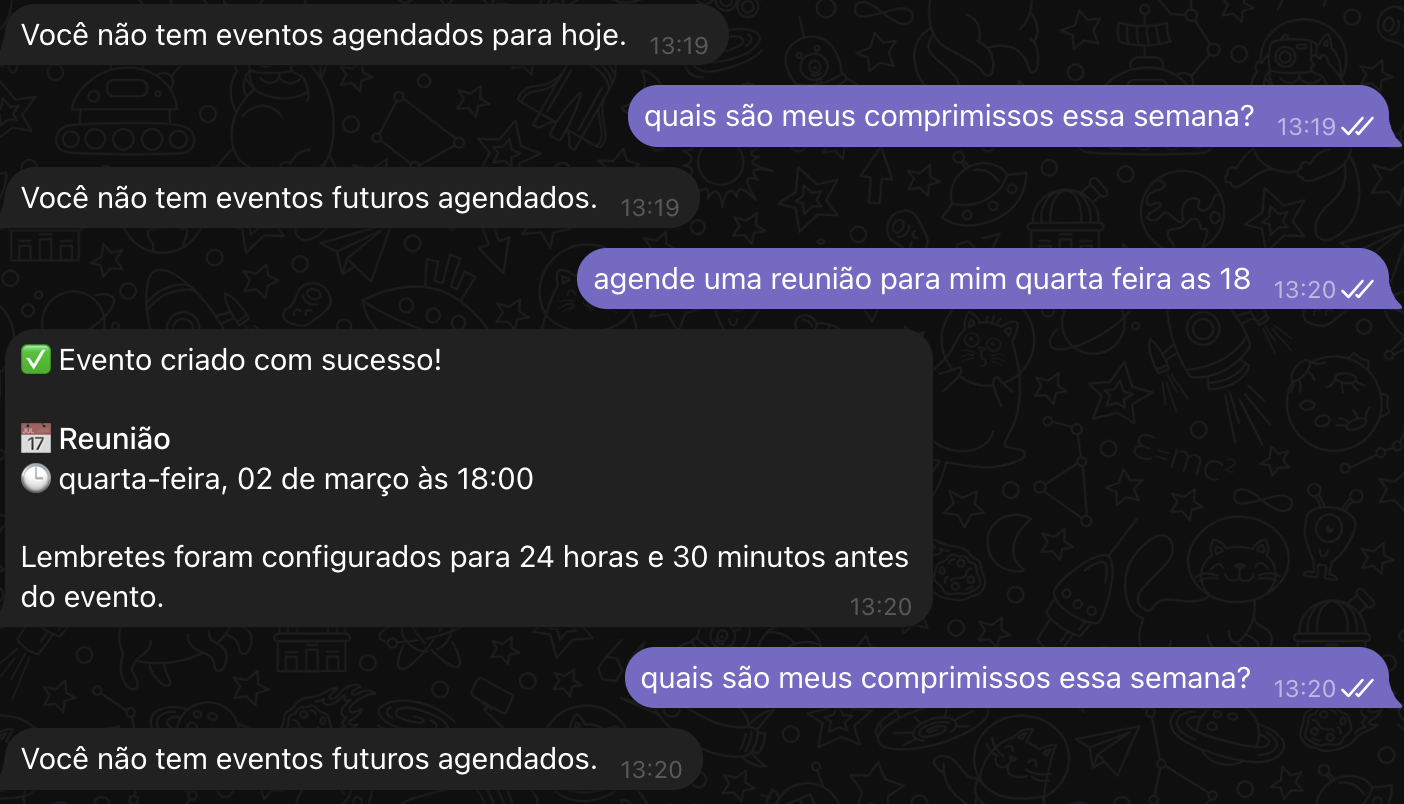 Você não tem eventos agendados para hoje. 13:19
quais são meus comprimissos essa semana? 13:19
Você não tem eventos futuros agendados. 13:19
agende uma reunião para mim quarta feira as 18 13:20
✅ Evento criado com sucesso!
📅 Reunião
🕒 quarta-feira, 02 de março às 18:00
Lembretes foram configurados para 24 horas e 30 minutos antes
do evento. 13:20
quais são meus comprimissos essa semana? 13:20
Você não tem eventos futuros agendados. 13:20